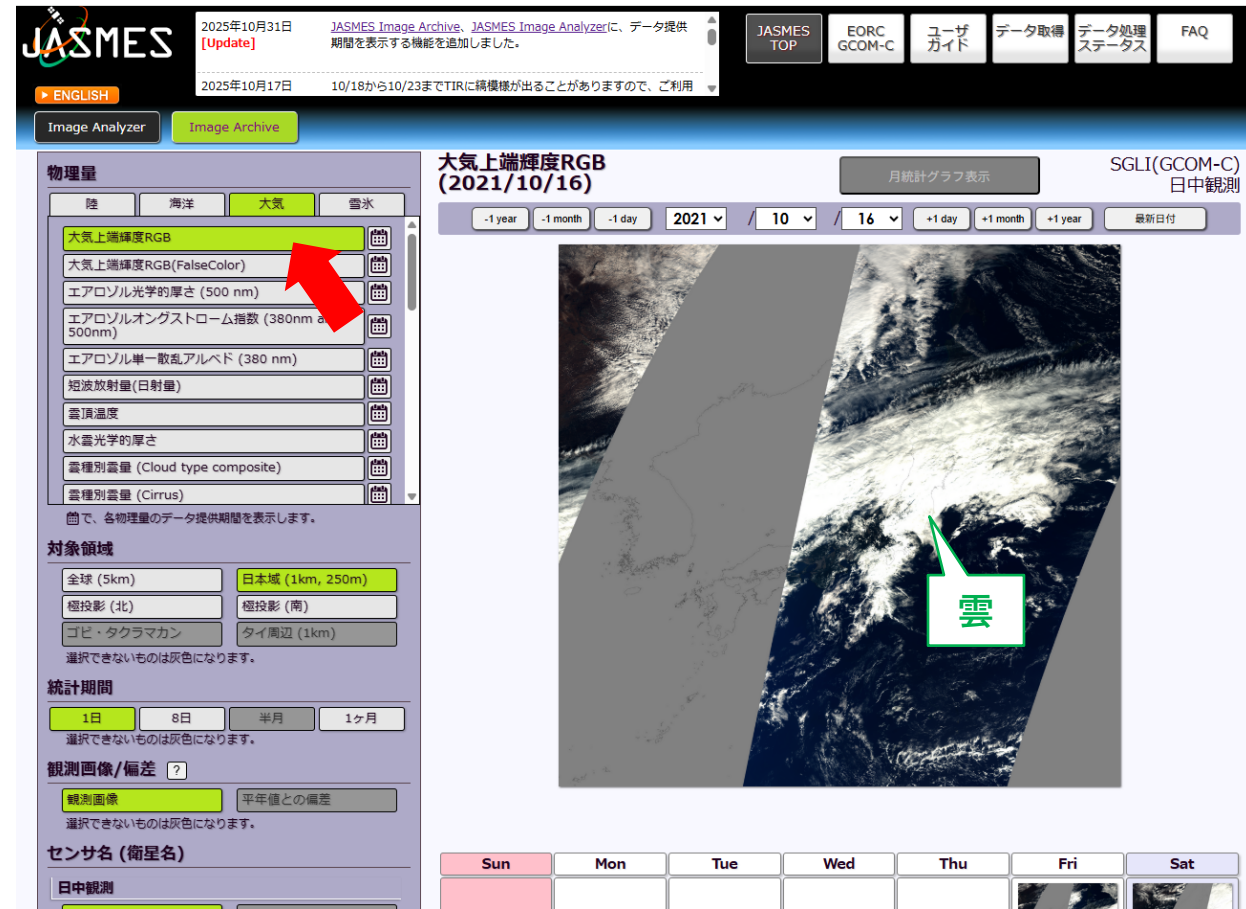 JASMES
2025年10月31日
[Update]
JASMES Image Archive、JASMES Image Analyzerに、データ提供
期間を表示する機能を追加しました。
2025年10月17日
10/18から10/23までTIRに縞模様が出ることがありますので、ご利用
JASMES
TOP
EORC
GCOM-C
ユーザ
ガイド
データ取得
データ処理
ステータス
FAQ
ENGLISH
Image Analyzer
Image Archive
物理量
陸
海洋
大気
雪氷
大気上端輝度RGB
大気上端輝度RGB(FalseColor)
エアロゾル光学的厚さ (500 nm)
エアロゾルオングストローム指数 (380nm a
500nm)
エアロゾル単一散乱アルベド (380 nm)
短波放射量(日射量)
雲頂温度
水雲光学的厚さ
雲種別雲量 (Cloud type composite)
雲種別雲量 (Cirrus)
で、各物理量のデータ提供期間を表示します。
対象領域
全球 (5km)
日本域 (1km, 250m)
極投影 (北)
極投影 (南)
ゴビ・タクラマカン
タイ周辺 (1km)
選択できないものは灰色になります。
統計期間
1日
8日
半月
1ヶ月
選択できないものは灰色になります。
観測画像/偏差 ?
観測画像
平年値との偏差
選択できないものは灰色になります。
センサ名 (衛星名)
日中観測
大気上端輝度RGB
(2021/10/16)
月統計グラフ表示
SGLI(GCOM-C)
日中観測
-1 year
-1 month
-1 day
2021 / 10 / 16
+1 day
+1 month
+1 year
最新日付
雲
Sun
Mon
Tue
Wed
Thu
Fri
Sat